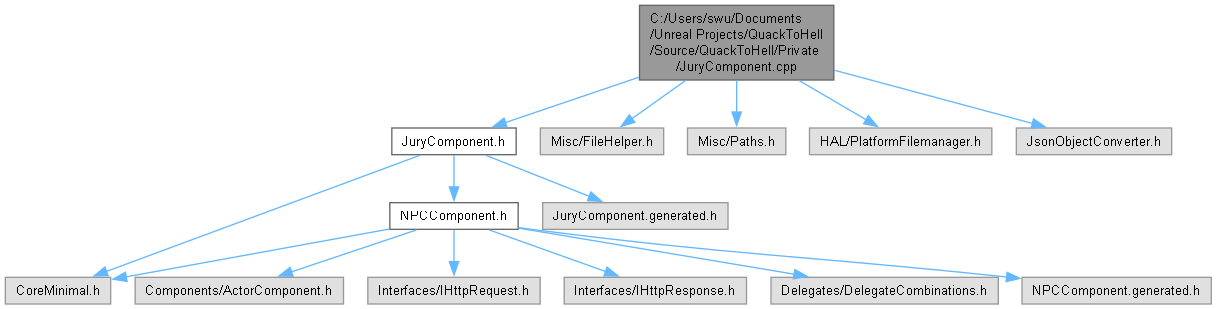 C:/Users/swu/Documents
/Unreal Projects/QuackToHell
/Source/QuackToHell/Private
/JuryComponent.cpp
JuryComponent.h
Misc/FileHelper.h
Misc/Paths.h
HAL/PlatformFilemanager.h
JsonObjectConverter.h
NPCComponent.h
JuryComponent.generated.h
CoreMinimal.h
Components/ActorComponent.h
Interfaces/IHttpRequest.h
Interfaces/IHttpResponse.h
Delegates/DelegateCombinations.h
NPCComponent.generated.h